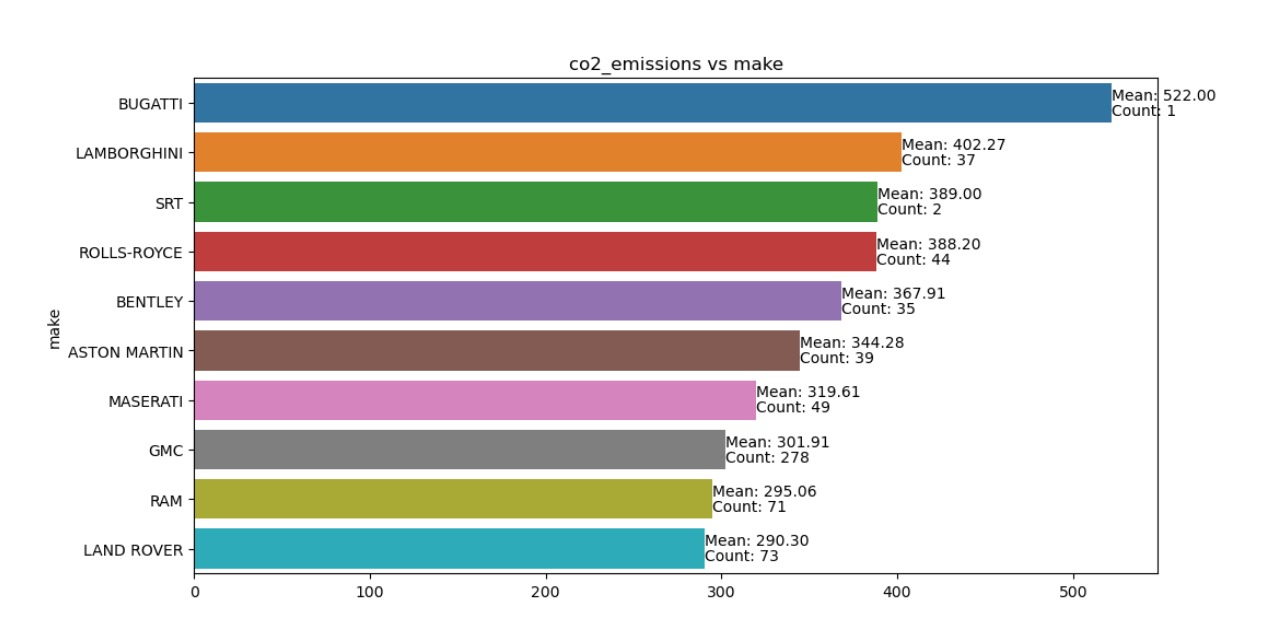 co2_emissions vs make
make
BUGATTI
Mean: 522.00
Count: 1
LAMBORGHINI
Mean: 402.27
Count: 37
SRT
Mean: 389.00
Count: 2
ROLLS-ROYCE
Mean: 388.20
Count: 44
BENTLEY
Mean: 367.91
Count: 35
ASTON MARTIN
Mean: 344.28
Count: 39
MASERATI
Mean: 319.61
Count: 49
GMC
Mean: 301.91
Count: 278
RAM
Mean: 295.06
Count: 71
LAND ROVER
Mean: 290.30
Count: 73
0 100 200 300 400 500